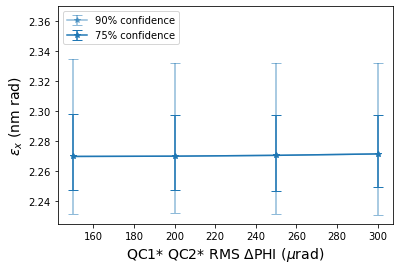 90% confidence
75% confidence
2.36
2.34
2.32
2.30
2.28
2.26
2.24
εx (nm rad)
160 180 200 220 240 260 280 300
QC1* QC2* RMS ΔPHI (μrad)